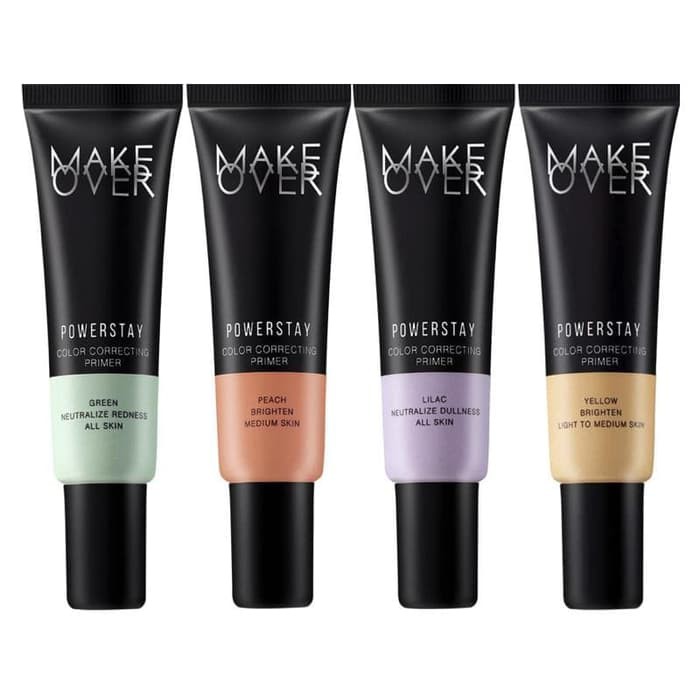 MAKE
OVER
POWERSTAY
COLOR CORRECTING
PRIMER
GREEN
NEUTRALIZE REDNESS
ALL SKIN
MAKE
OVER
POWERSTAY
COLOR CORRECTING
PRIMER
PEACH
BRIGHTEN
MEDIUM SKIN
MAKE
OVER
POWERSTAY
COLOR CORRECTING
PRIMER
LILAC
NEUTRALIZE DULLNESS
ALL SKIN
MAKE
OVER
POWERSTAY
COLOR CORRECTING
PRIMER
YELLOW
BRIGHTEN
LIGHT TO MEDIUM SKIN